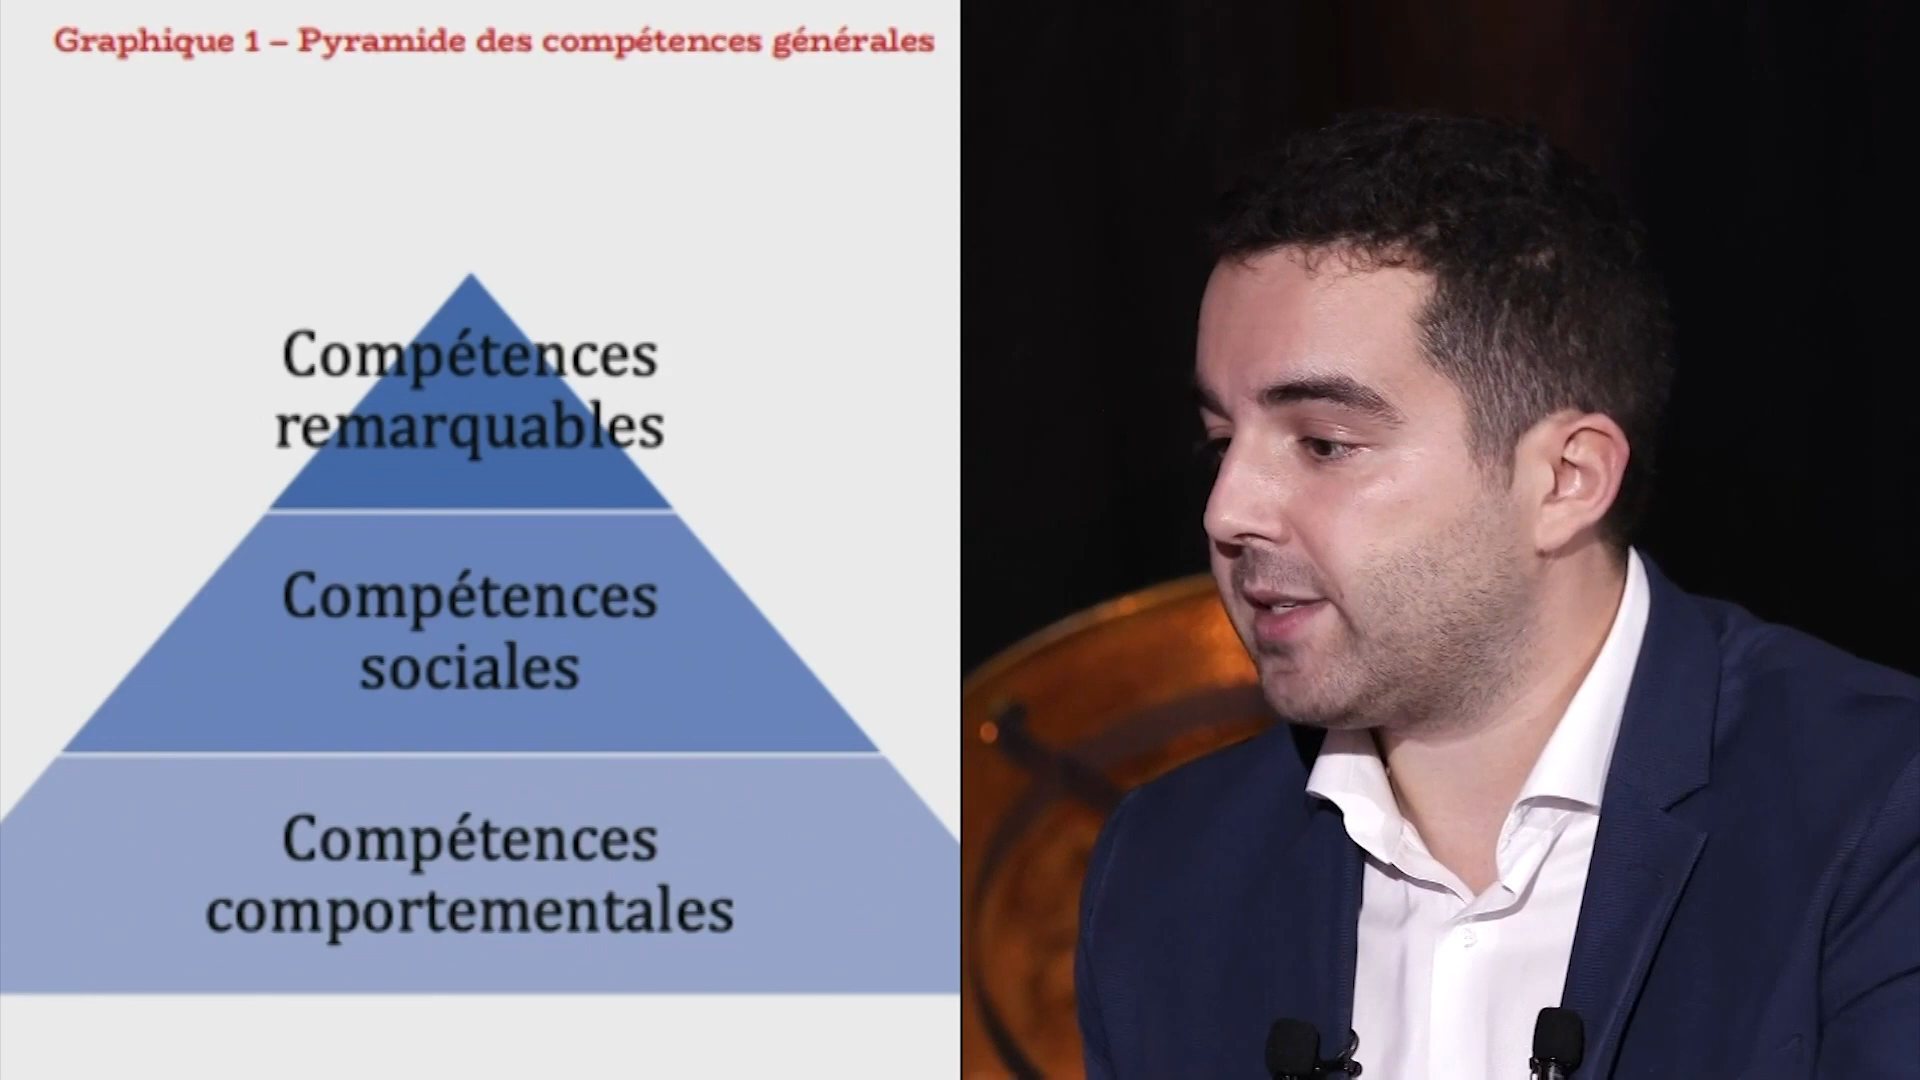 Graphique 1 – Pyramide des compétences générales
Compétences
remarquables
Compétences
sociales
Compétences
comportementales